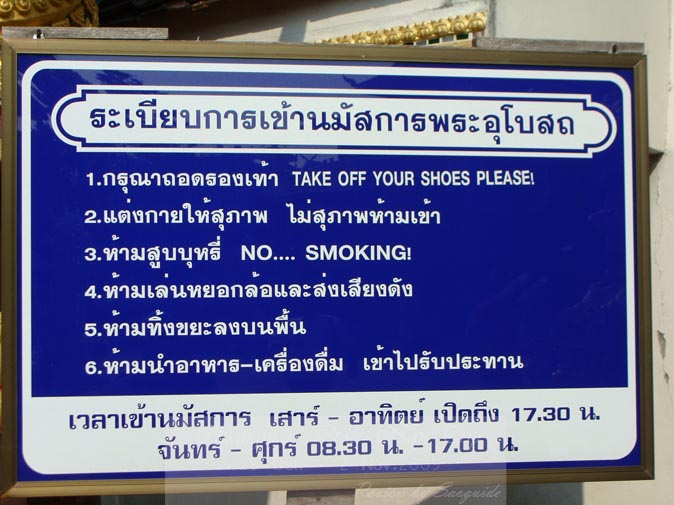 ระเบียบการเข้านมัสการพระอุโบสถ
1.กรุณาถอดรองเท้า TAKE OFF YOUR SHOES PLEASE!
2.แต่งกายให้สุภาพ ไม่สุภาพห้ามเข้า
3.ห้ามสูบบุหรี่ NO.... SMOKING!
4.ห้ามเล่นหยอกล้อและส่งเสียงดัง
5.ห้ามทิ้งขยะลงบนพื้น
6.ห้ามนำอาหาร-เครื่องดื่ม เข้าไปรับประทาน
เวลาเข้านมัสการ เสาร์ - อาทิตย์ เปิดถึง 17.30 น.
จันทร์ - ศุกร์ 08.30 น. -17.00 น.
Review by Eaoguide